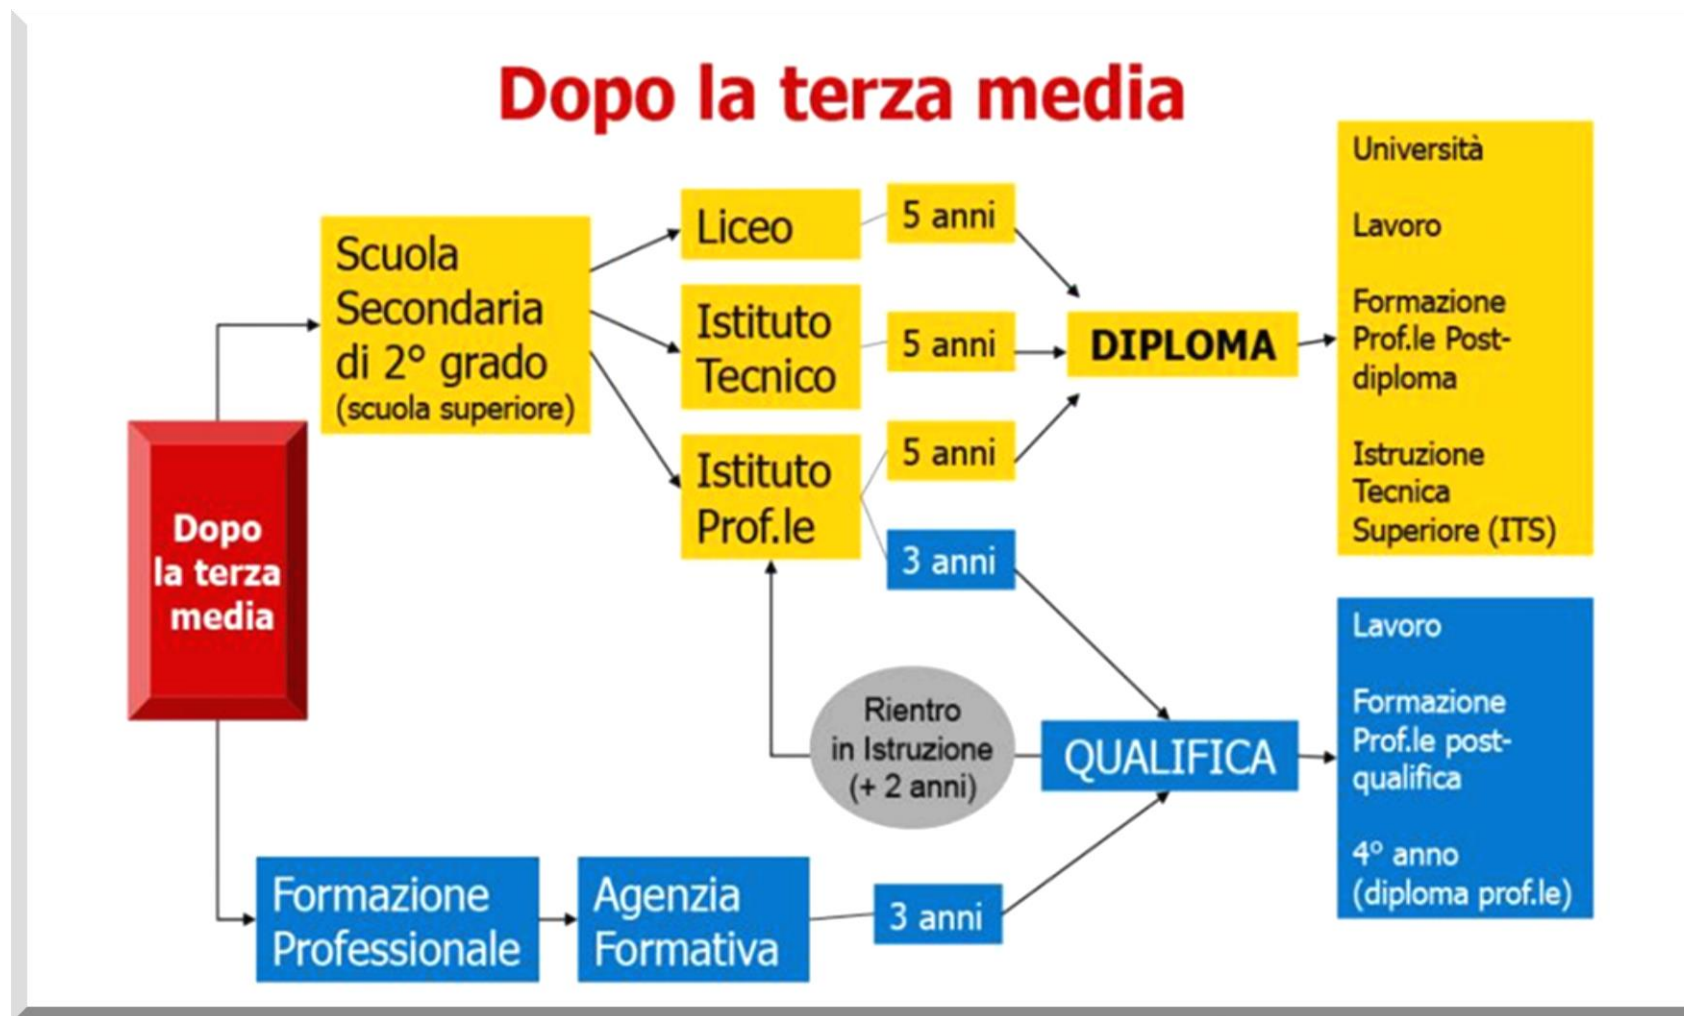 Dopo la terza media
Dopo
la terza
media
Scuola
Secondaria
di 2° grado
(scuola superiore)
Liceo
5 anni
Istituto
Tecnico
5 anni
Istituto
Prof.le
5 anni
3 anni
DIPLOMA
Università
Lavoro
Formazione
Prof.le Post-
diploma
Istruzione
Tecnica
Superiore (ITS)
Rientro
in Istruzione
(+ 2 anni)
QUALIFICA
Lavoro
Formazione
Prof.le post-
qualifica
4° anno
(diploma prof.le)
Formazione
Professionale
Agenzia
Formativa
3 anni